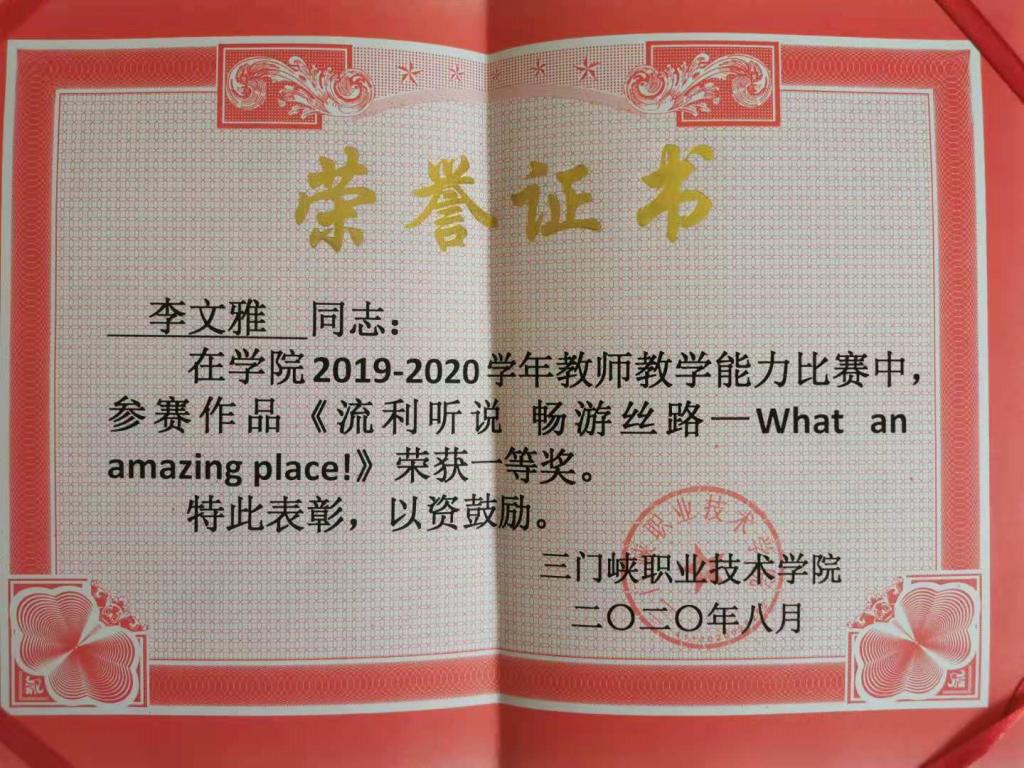 荣誉证书
李文雅 同志：
在学院2019-2020学年教师教学能力比赛中，
参赛作品《流利听说 畅游丝路—What an
amazing place!》荣获一等奖。
特此表彰，以资鼓励。
三门峡职业技术学院
二〇二〇年八月